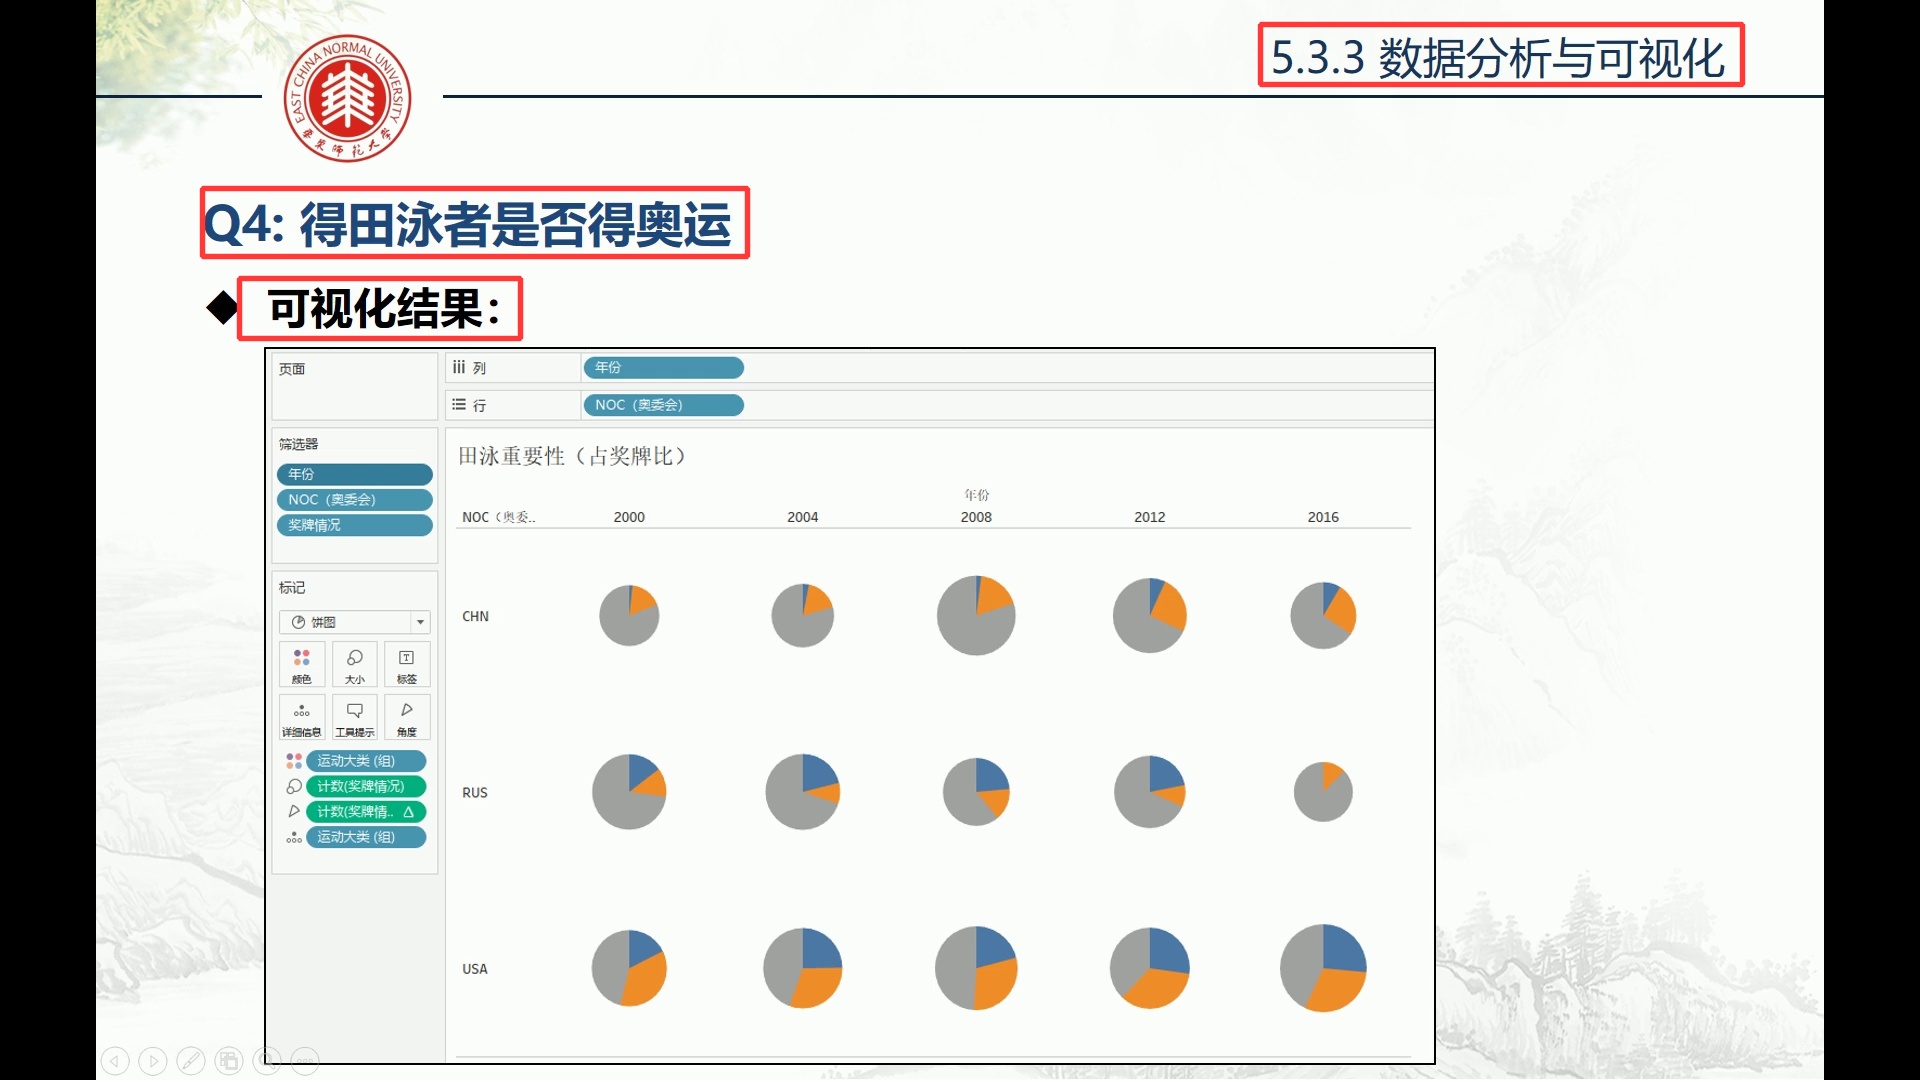 5.3.3 数据分析与可视化
EAST CHINA NORMAL UNIVERSITY
华东师范大学
Q4: 得田泳者是否得奥运
◆ 可视化结果：
页面
列 年份
行 NOC（奥委会）
筛选器
年份
NOC（奥委会）
奖牌情况
标记
饼图
颜色 大小 标签
详细信息 工具提示 角度
运动大类 (组)
计数(奖牌情况)
计数(奖牌情.. Δ
运动大类 (组)
田泳重要性（占奖牌比）
年份
NOC（奥委.. 2000 2004 2008 2012 2016
CHN
RUS
USA